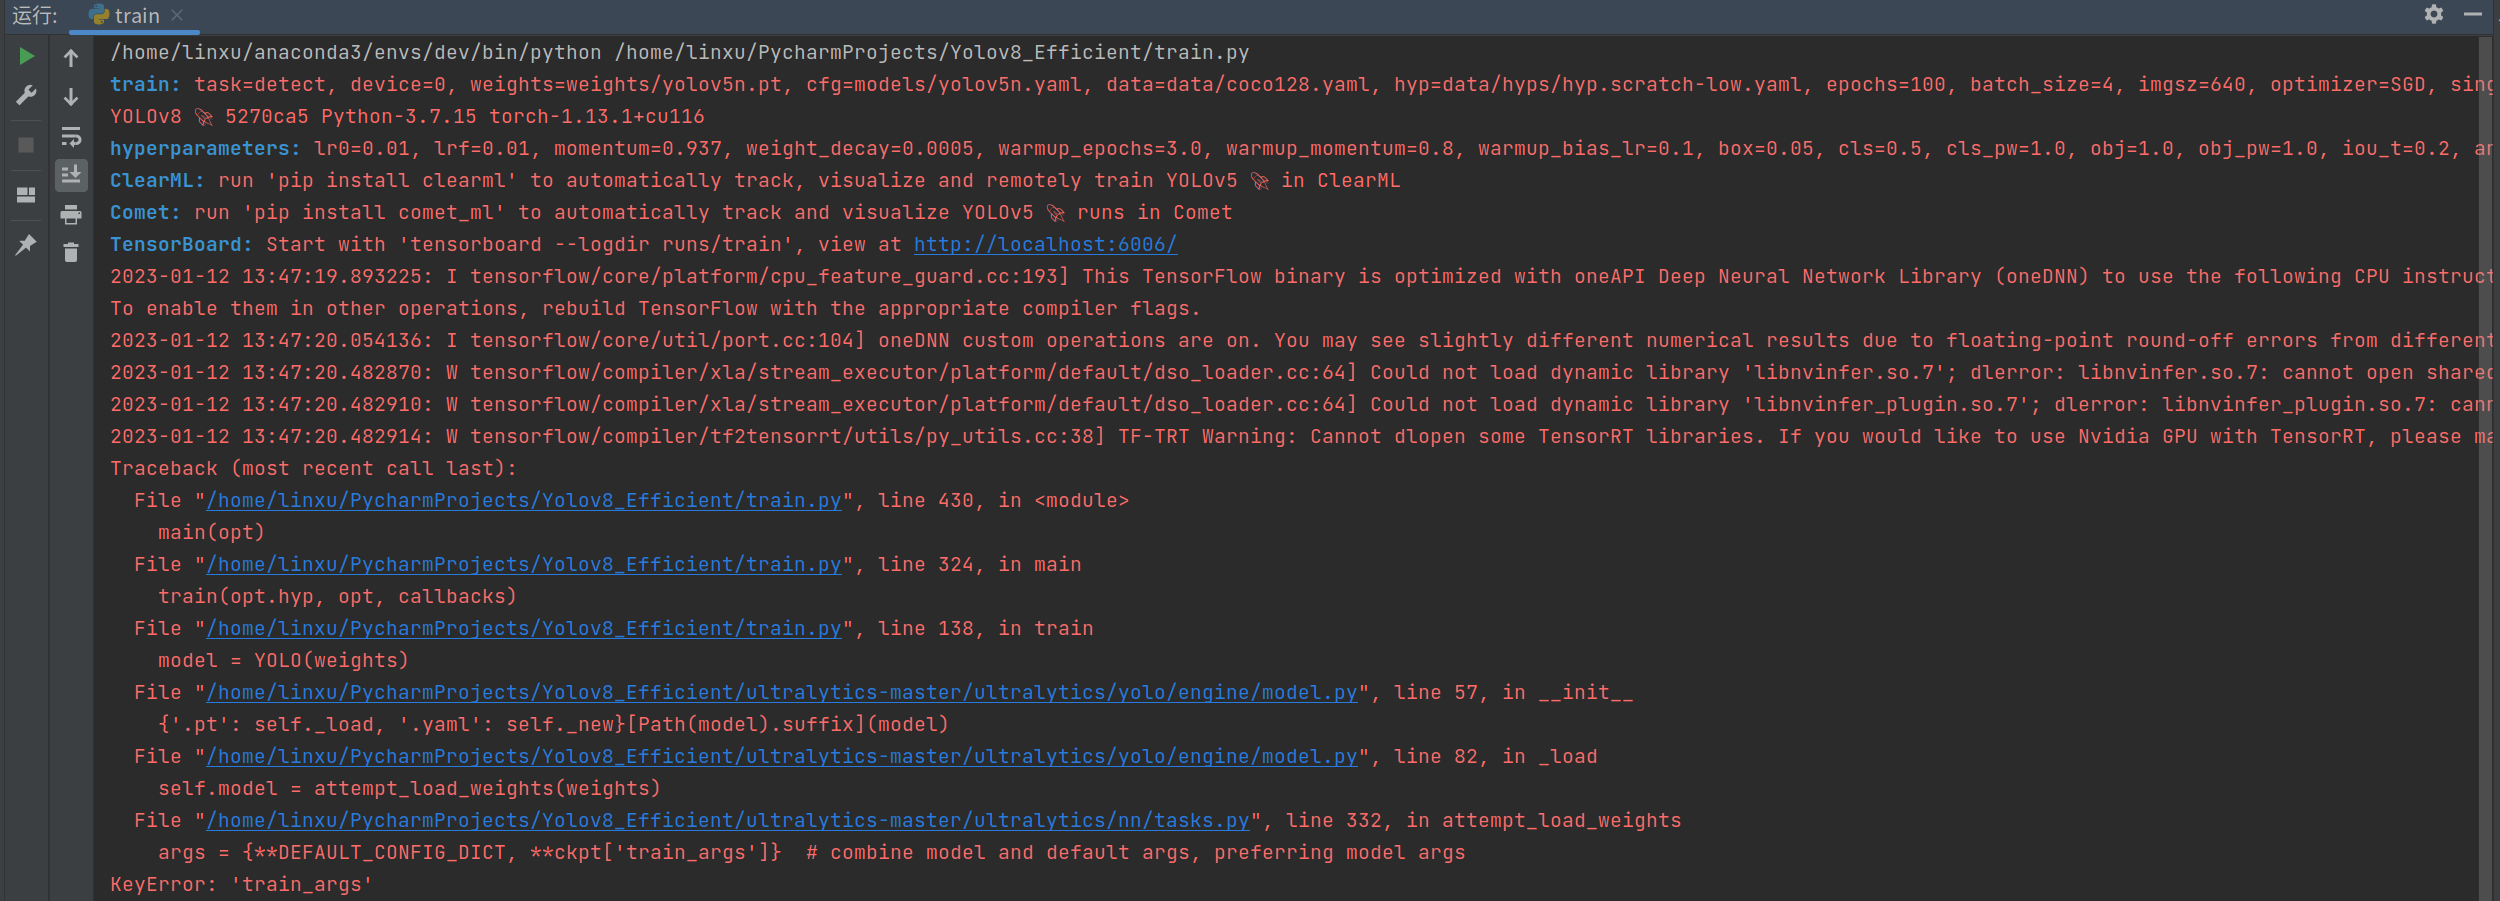 运行: train
/home/linxu/anaconda3/envs/dev/bin/python /home/linxu/PycharmProjects/Yolov8_Efficient/train.py
train: task=detect, device=0, weights=weights/yolov5n.pt, cfg=models/yolov5n.yaml, data=data/coco128.yaml, hyp=data/hyps/hyp.scratch-low.yaml, epochs=100, batch_size=4, imgsz=640, optimizer=SGD, sing
YOLOv8 🚀 5270ca5 Python-3.7.15 torch-1.13.1+cu116
hyperparameters: lr0=0.01, lrf=0.01, momentum=0.937, weight_decay=0.0005, warmup_epochs=3.0, warmup_momentum=0.8, warmup_bias_lr=0.1, box=0.05, cls=0.5, cls_pw=1.0, obj=1.0, obj_pw=1.0, iou_t=0.2, an
ClearML: run 'pip install clearml' to automatically track, visualize and remotely train YOLOv5 🚀 in ClearML
Comet: run 'pip install comet_ml' to automatically track and visualize YOLOv5 🚀 runs in Comet
TensorBoard: Start with 'tensorboard --logdir runs/train', view at http://localhost:6006/
2023-01-12 13:47:19.893225: I tensorflow/core/platform/cpu_feature_guard.cc:193] This TensorFlow binary is optimized with oneAPI Deep Neural Network Library (oneDNN) to use the following CPU instruct
To enable them in other operations, rebuild TensorFlow with the appropriate compiler flags.
2023-01-12 13:47:20.054136: I tensorflow/core/util/port.cc:104] oneDNN custom operations are on. You may see slightly different numerical results due to floating-point round-off errors from different
2023-01-12 13:47:20.482870: W tensorflow/compiler/xla/stream_executor/platform/default/dso_loader.cc:64] Could not load dynamic library 'libnvinfer.so.7'; dlerror: libnvinfer.so.7: cannot open shared
2023-01-12 13:47:20.482910: W tensorflow/compiler/xla/stream_executor/platform/default/dso_loader.cc:64] Could not load dynamic library 'libnvinfer_plugin.so.7'; dlerror: libnvinfer_plugin.so.7: cann
2023-01-12 13:47:20.482914: W tensorflow/compiler/tf2tensorrt/utils/py_utils.cc:38] TF-TRT Warning: Cannot dlopen some TensorRT libraries. If you would like to use Nvidia GPU with TensorRT, please ma
Traceback (most recent call last):
  File "/home/linxu/PycharmProjects/Yolov8_Efficient/train.py", line 430, in <module>
    main(opt)
  File "/home/linxu/PycharmProjects/Yolov8_Efficient/train.py", line 324, in main
    train(opt.hyp, opt, callbacks)
  File "/home/linxu/PycharmProjects/Yolov8_Efficient/train.py", line 138, in train
    model = YOLO(weights)
  File "/home/linxu/PycharmProjects/Yolov8_Efficient/ultralytics-master/ultralytics/yolo/engine/model.py", line 57, in __init__
    {'.pt': self._load, '.yaml': self._new}[Path(model).suffix](model)
  File "/home/linxu/PycharmProjects/Yolov8_Efficient/ultralytics-master/ultralytics/yolo/engine/model.py", line 82, in _load
    self.model = attempt_load_weights(weights)
  File "/home/linxu/PycharmProjects/Yolov8_Efficient/ultralytics-master/ultralytics/nn/tasks.py", line 332, in attempt_load_weights
    args = {**DEFAULT_CONFIG_DICT, **ckpt['train_args']}  # combine model and default args, preferring model args
KeyError: 'train_args'